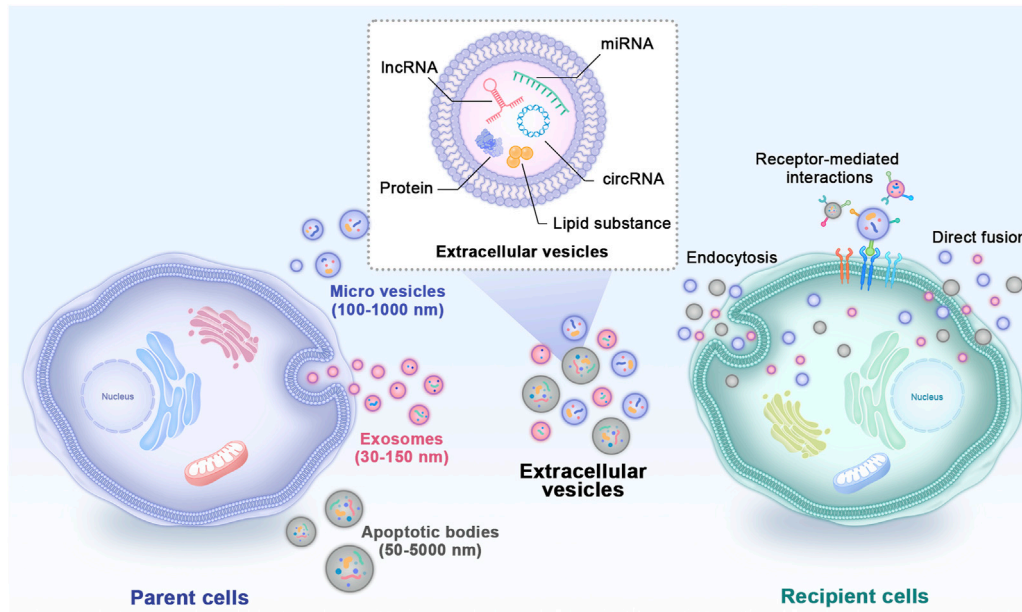 lncRNA
miRNA
Protein
circRNA
Lipid substance
Extracellular vesicles
Micro vesicles
(100-1000 nm)
Nucleus
Exosomes
(30-150 nm)
Apoptotic bodies
(50-5000 nm)
Parent cells
Extracellular
vesicles
Receptor-mediated
interactions
Endocytosis
Direct fusion
Nucleus
Recipient cells